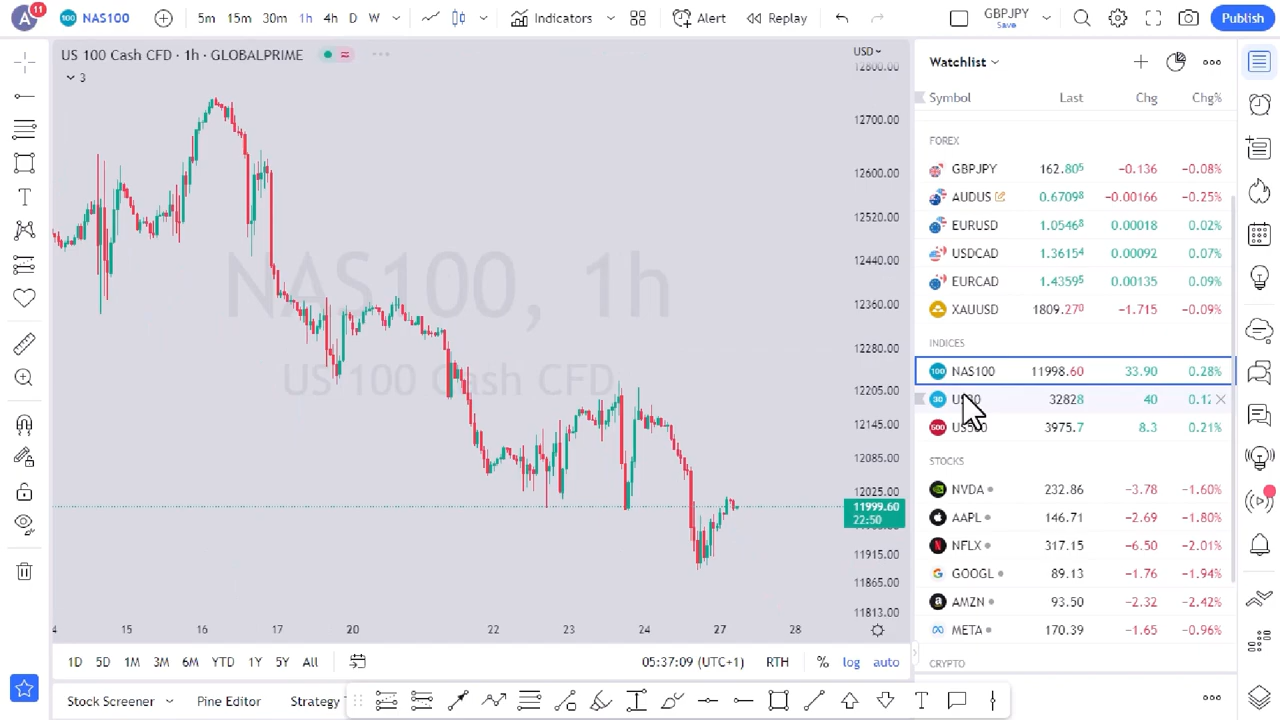 A 11 100 NAS100 5m 15m 30m 1h 4h D W Indicators Alert Replay GBPJPY Save Publish
US 100 Cash CFD · 1h · GLOBALPRIME
3
USD
12800.00
12700.00
12600.00
12520.00
12440.00
12360.00
12280.00
12205.00
12145.00
12085.00
12025.00
11999.60
22:50
11915.00
11865.00
11813.00
NAS100, 1h
US 100 Cash CFD
4 15 16 17 20 22 23 24 27 28
1D 5D 1M 3M 6M YTD 1Y 5Y All 05:37:09 (UTC+1) RTH % log auto
Stock Screener Pine Editor Strategy
Watchlist
Symbol Last Chg Chg%
FOREX
GBPJPY 162.805 −0.136 −0.08%
AUDUS 0.67098 −0.00166 −0.25%
EURUSD 1.05468 0.00018 0.02%
USDCAD 1.36154 0.00092 0.07%
EURCAD 1.43595 0.00135 0.09%
XAUUSD 1809.270 −1.715 −0.09%
INDICES
100 NAS100 11998.60 33.90 0.28%
30 32828 40 0.12
500 3975.7 8.3 0.21%
STOCKS
NVDA 232.86 −3.78 −1.60%
AAPL 146.71 −2.69 −1.80%
NFLX 317.15 −6.50 −2.01%
GOOGL 89.13 −1.76 −1.94%
AMZN 93.50 −2.32 −2.42%
META 170.39 −1.65 −0.96%
CRYPTO